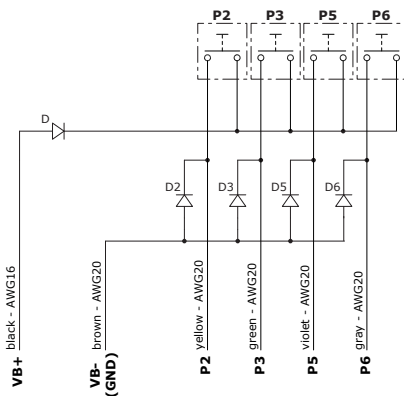 P2
P3
P5
P6
D
D2
D3
D5
D6
black - AWG16
brown - AWG20
yellow - AWG20
green - AWG20
violet - AWG20
gray - AWG20
VB+
VB-
(GND)
P2
P3
P5
P6